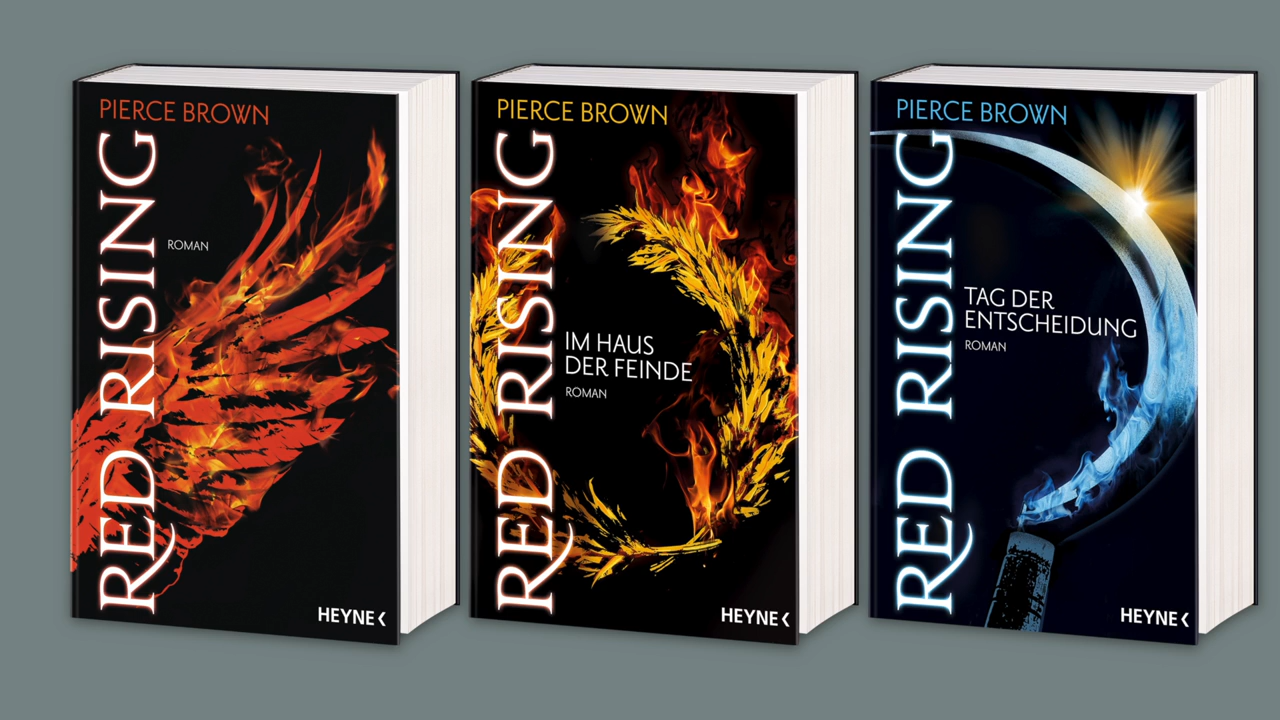 PIERCE BROWN
RED RISING
ROMAN
HEYNE
PIERCE BROWN
RED RISING
IM HAUS
DER FEINDE
ROMAN
HEYNE
PIERCE BROWN
RED RISING
TAG DER
ENTSCHEIDUNG
ROMAN
HEYNE